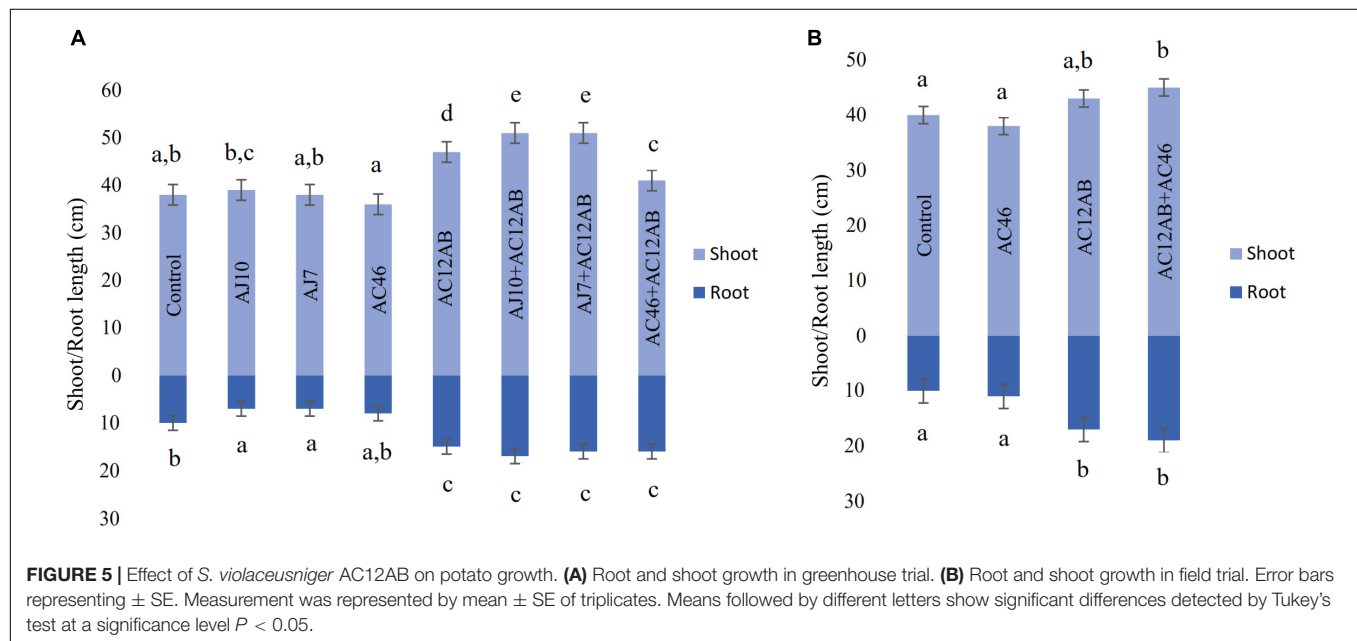 A
60
50
40
30
20
10
0
10
20
30
Shoot/Root length (cm)
a,b
b,c
a,b
a
d
e
e
c
Control
AJ10
AJ7
AC46
AC12AB
AJ10+AC12AB
AJ7+AC12AB
AC46+AC12AB
b
a
a
a,b
c
c
c
c
Shoot
Root
B
50
40
30
20
10
0
10
20
30
Shoot/Root length (cm)
a
a
a,b
b
Control
AC46
AC12AB
AC12AB+AC46
a
a
b
b
Shoot
Root
FIGURE 5 | Effect of S. violaceusniger AC12AB on potato growth. (A) Root and shoot growth in greenhouse trial. (B) Root and shoot growth in field trial. Error bars
representing ± SE. Measurement was represented by mean ± SE of triplicates. Means followed by different letters show significant differences detected by Tukey's
test at a significance level P < 0.05.